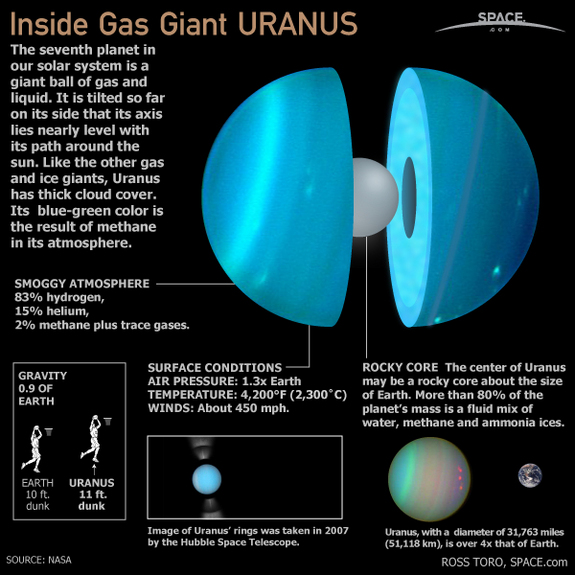 Inside Gas Giant URANUS
SPACE.
.COM
The seventh planet in
our solar system is a
giant ball of gas and
liquid. It is tilted so far
on its side that its axis
lies nearly level with
its path around the
sun. Like the other gas
and ice giants, Uranus
has thick cloud cover.
Its blue-green color is
the result of methane
in its atmosphere.
SMOGGY ATMOSPHERE
83% hydrogen,
15% helium,
2% methane plus trace gases.
GRAVITY
0.9 OF
EARTH
EARTH
10 ft.
dunk
URANUS
11 ft.
dunk
SURFACE CONDITIONS
AIR PRESSURE: 1.3x Earth
TEMPERATURE: 4,200°F (2,300°C)
WINDS: About 450 mph.
ROCKY CORE The center of Uranus
may be a rocky core about the size
of Earth. More than 80% of the
planet's mass is a fluid mix of
water, methane and ammonia ices.
Image of Uranus' rings was taken in 2007
by the Hubble Space Telescope.
Uranus, with a diameter of 31,763 miles
(51,118 km), is over 4x that of Earth.
SOURCE: NASA
ROSS TORO, SPACE.com